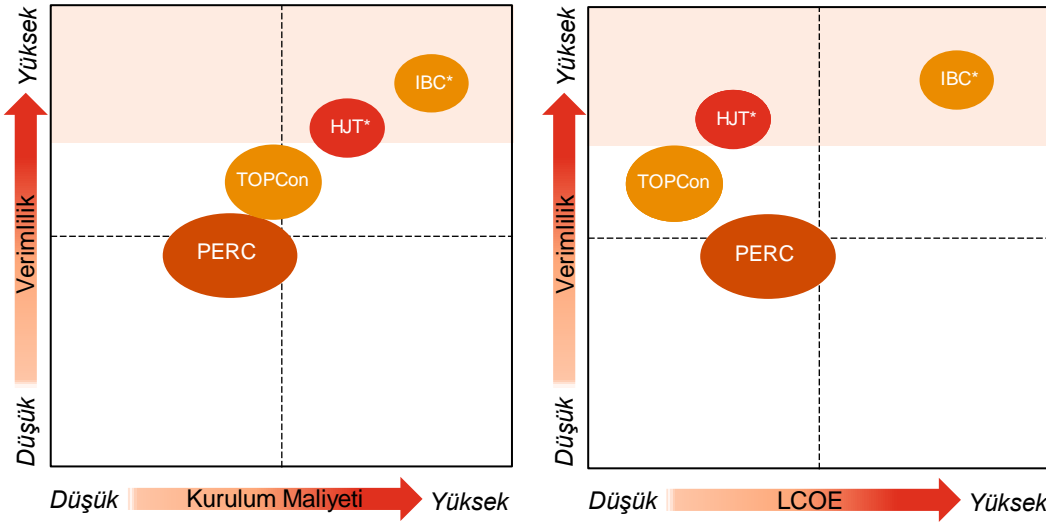 Yüksek
Verimlilik
Düşük
IBC*
HJT*
TOPCon
PERC
Düşük
Kurulum Maliyeti
Yüksek
Yüksek
Verimlilik
Düşük
IBC*
HJT*
TOPCon
PERC
Düşük
LCOE
Yüksek